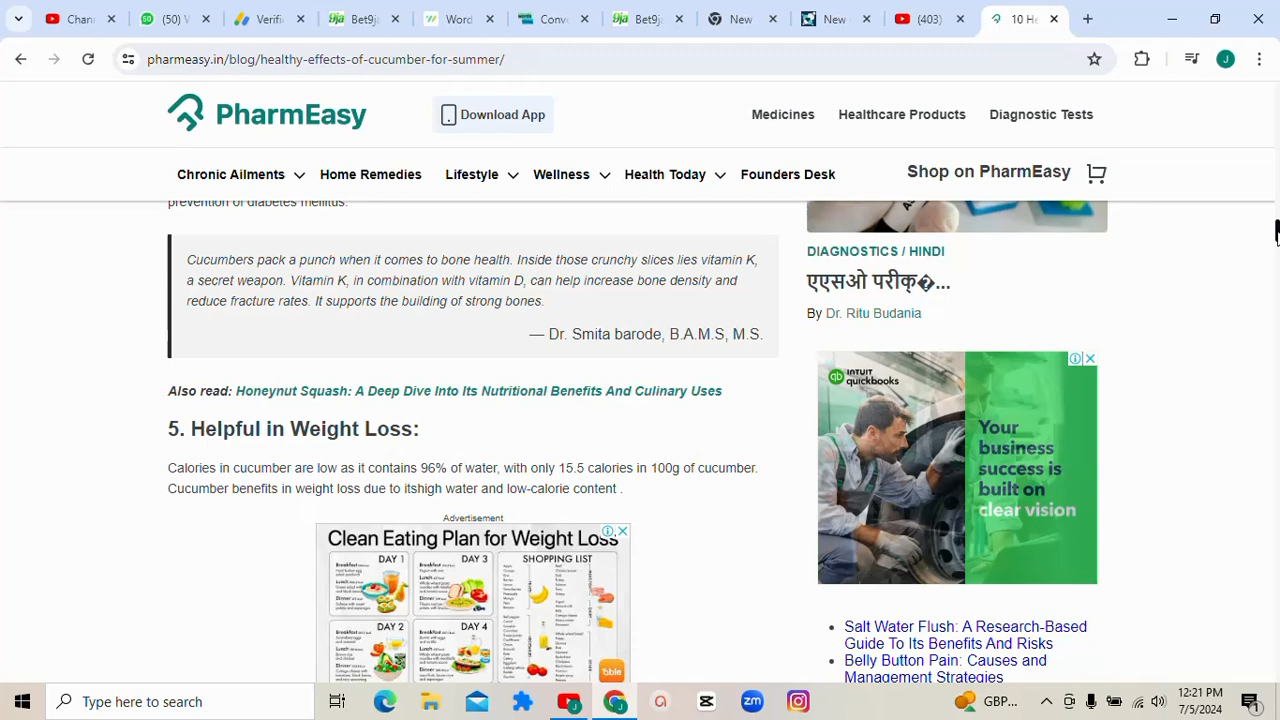 Chan
(50) V
Verifi
Bet9ja
Word
Conve
Bet9ja
New
New
(403)
10 He
pharmeasy.in/blog/healthy-effects-of-cucumber-for-summer/
J
PharmEasy
Download App
Medicines
Healthcare Products
Diagnostic Tests
Chronic Ailments
Home Remedies
Lifestyle
Wellness
Health Today
Founders Desk
Shop on PharmEasy
prevention of diabetes mellitus.
Cucumbers pack a punch when it comes to bone health. Inside those crunchy slices lies vitamin K,
a secret weapon. Vitamin K, in combination with vitamin D, can help increase bone density and
reduce fracture rates. It supports the building of strong bones.
— Dr. Smita barode, B.A.M.S, M.S.
Also read: Honeynut Squash: A Deep Dive Into Its Nutritional Benefits And Culinary Uses
5. Helpful in Weight Loss:
Calories in cucumber are low as it contains 96% of water, with only 15.5 calories in 100g of cucumber.
Cucumber benefits in weight loss due to itshigh water and low-calorie content .
Advertisement
Clean Eating Plan for Weight Loss
DAY 1
DAY 3
SHOPPING LIST
Breakfast
Lunch
Dinner
DAY 2
DAY 4
DIAGNOSTICS / HINDI
एएसओ परीक्�...
By Dr. Ritu Budania
INTUIT
quickbooks
Your
business
success is
built on
clear vision
Salt Water Flush: A Research-Based
Guide To Its Benefits And Risks
Belly Button Pain: Causes and
Management Strategies
Type here to search
GBP...
12:21 PM
7/5/2024